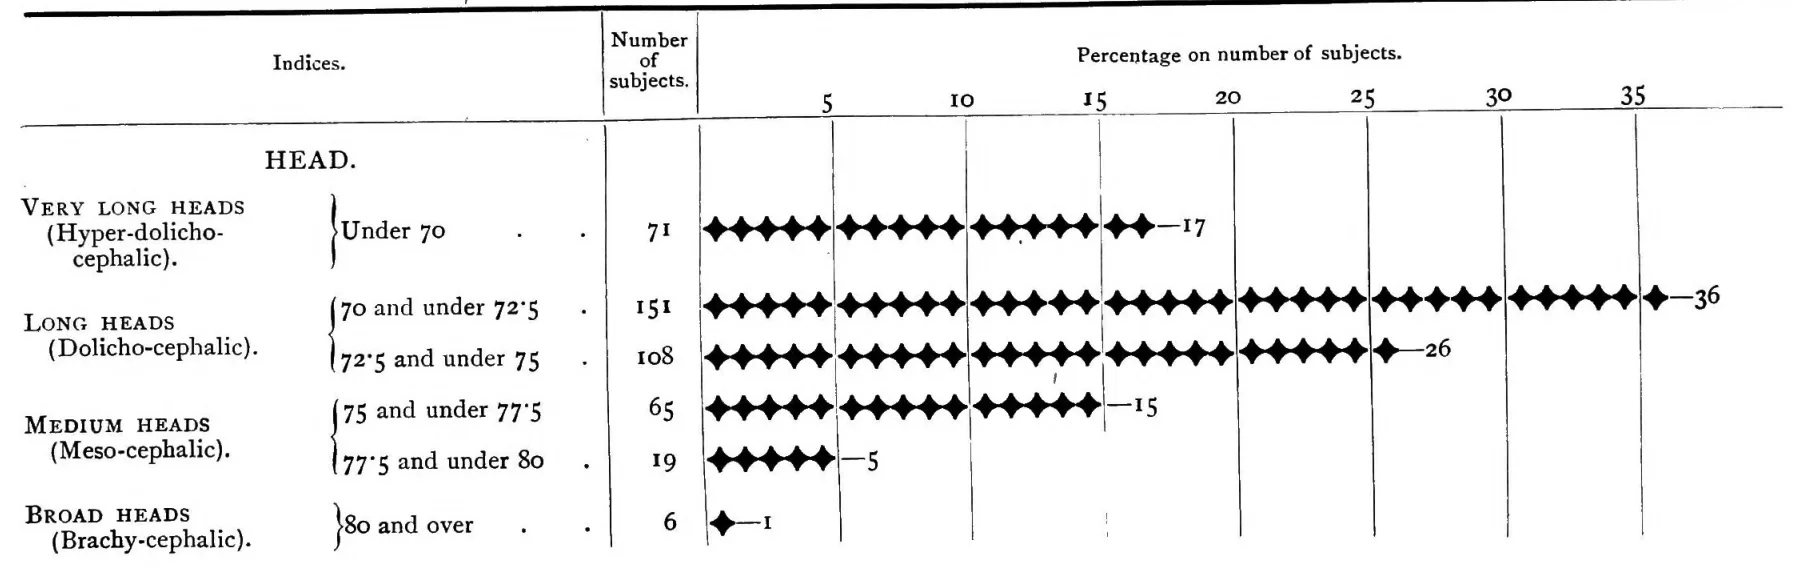 Indices.
Number
of
subjects.
Percentage on number of subjects.
5 10 15 20 25 30 35
HEAD.
VERY LONG HEADS
(Hyper-dolicho-
cephalic).
Under 70 . . 71 —17
LONG HEADS
(Dolicho-cephalic).
70 and under 72·5 . 151 —36
72·5 and under 75 . 108 —26
MEDIUM HEADS
(Meso-cephalic).
75 and under 77·5 65 —15
77·5 and under 80 . 19 —5
BROAD HEADS
(Brachy-cephalic).
80 and over . . 6 —1